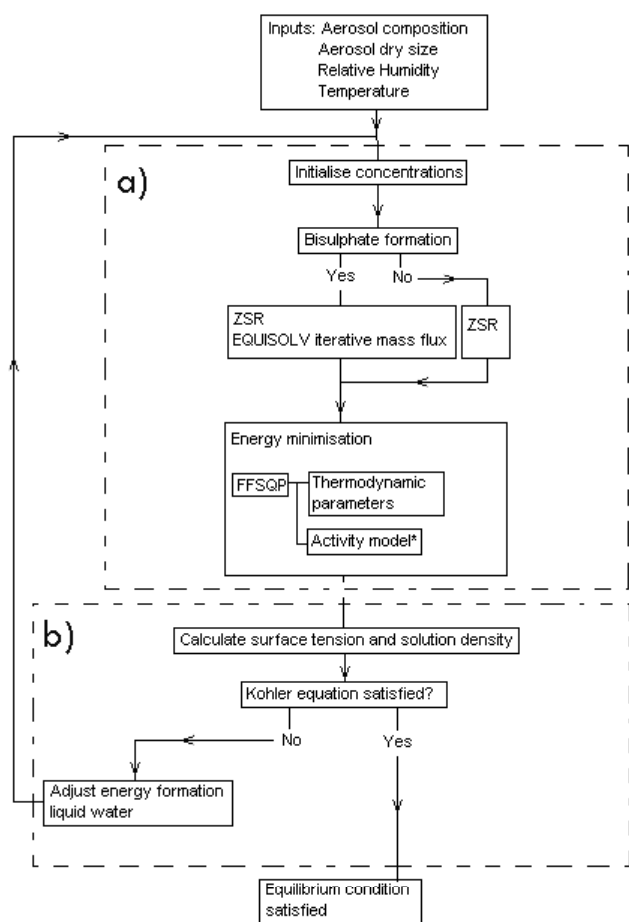 Inputs: Aerosol composition
Aerosol dry size
Relative Humidity
Temperature
a)
Initialise concentrations
Bisulphate formation
Yes
No
ZSR
EQUISOLV iterative mass flux
ZSR
Energy minimisation
FFSQP
Thermodynamic
parameters
Activity model*
b)
Calculate surface tension and solution density
Kohler equation satisfied?
No
Yes
Adjust energy formation
liquid water
Equilibrium condition
satisfied